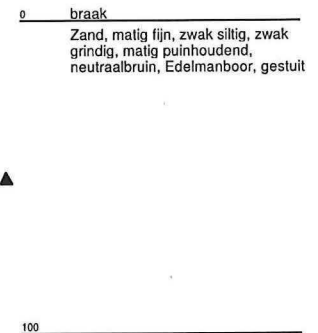 0 braak
Zand, matig fijn, zwak siltig, zwak
grindig, matig puinhoudend,
neutraalbruin, Edelmanboor, gestuit
100